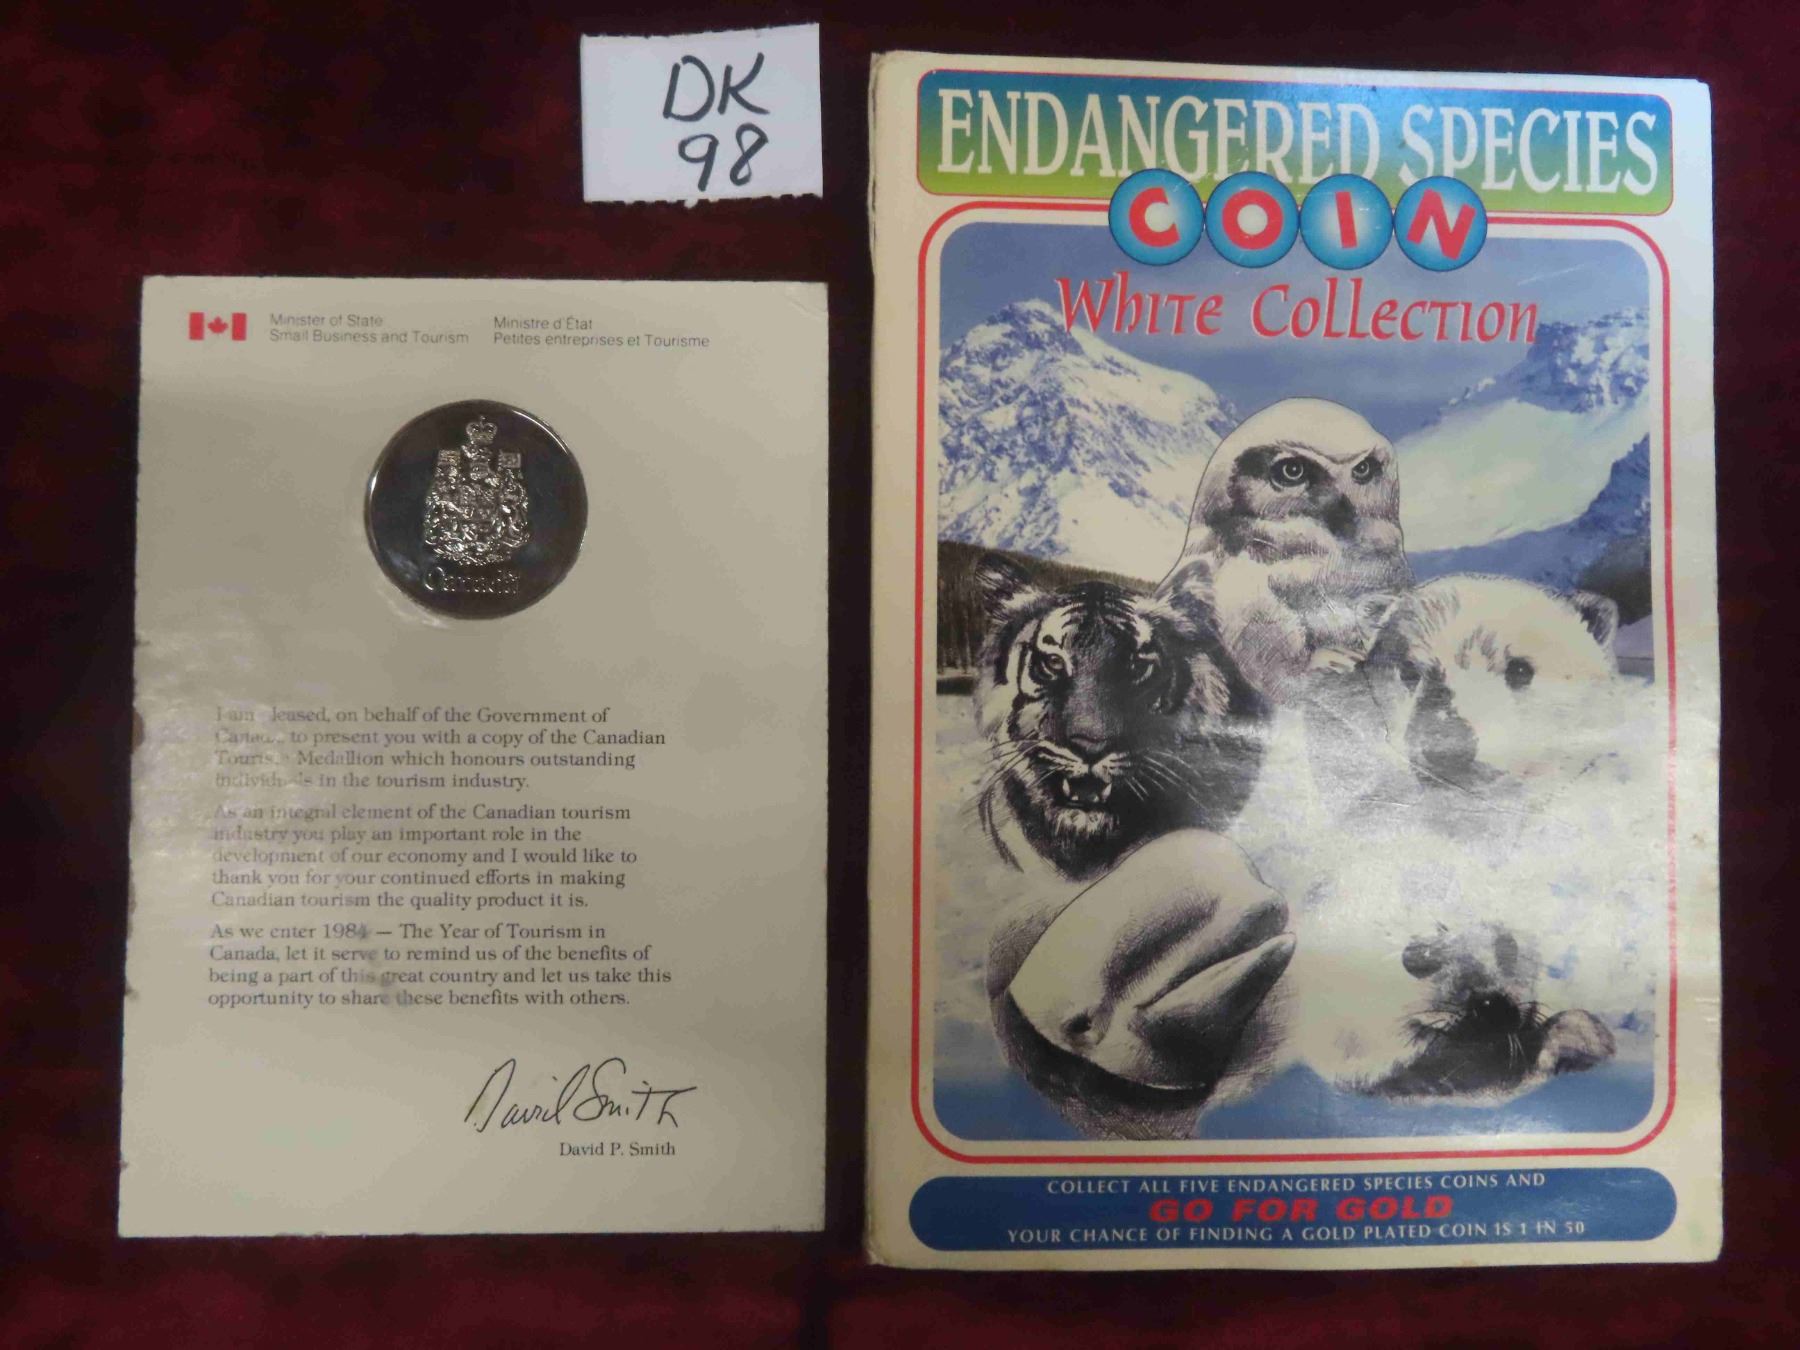 DK
98
Minister of State
Small Business and Tourism
Ministre d'État
Petites entreprises et Tourisme
Canada
I am leased, on behalf of the Government of
to present you with a copy of the Canadian
Medallion which honours outstanding
in the tourism industry.
As an integral element of the Canadian tourism
industry you play an important role in the
development of our economy and I would like to
thank you for your continued efforts in making
Canadian tourism the quality product it is.
As we enter 1984 — The Year of Tourism in
Canada, let it serve to remind us of the benefits of
being a part of this great country and let us take this
opportunity to share these benefits with others.
David Smith
David P. Smith
ENDANGERED SPECIES
COIN
White Collection
COLLECT ALL FIVE ENDANGERED SPECIES COINS AND
GO FOR GOLD
YOUR CHANCE OF FINDING A GOLD PLATED COIN IS 1 IN 50